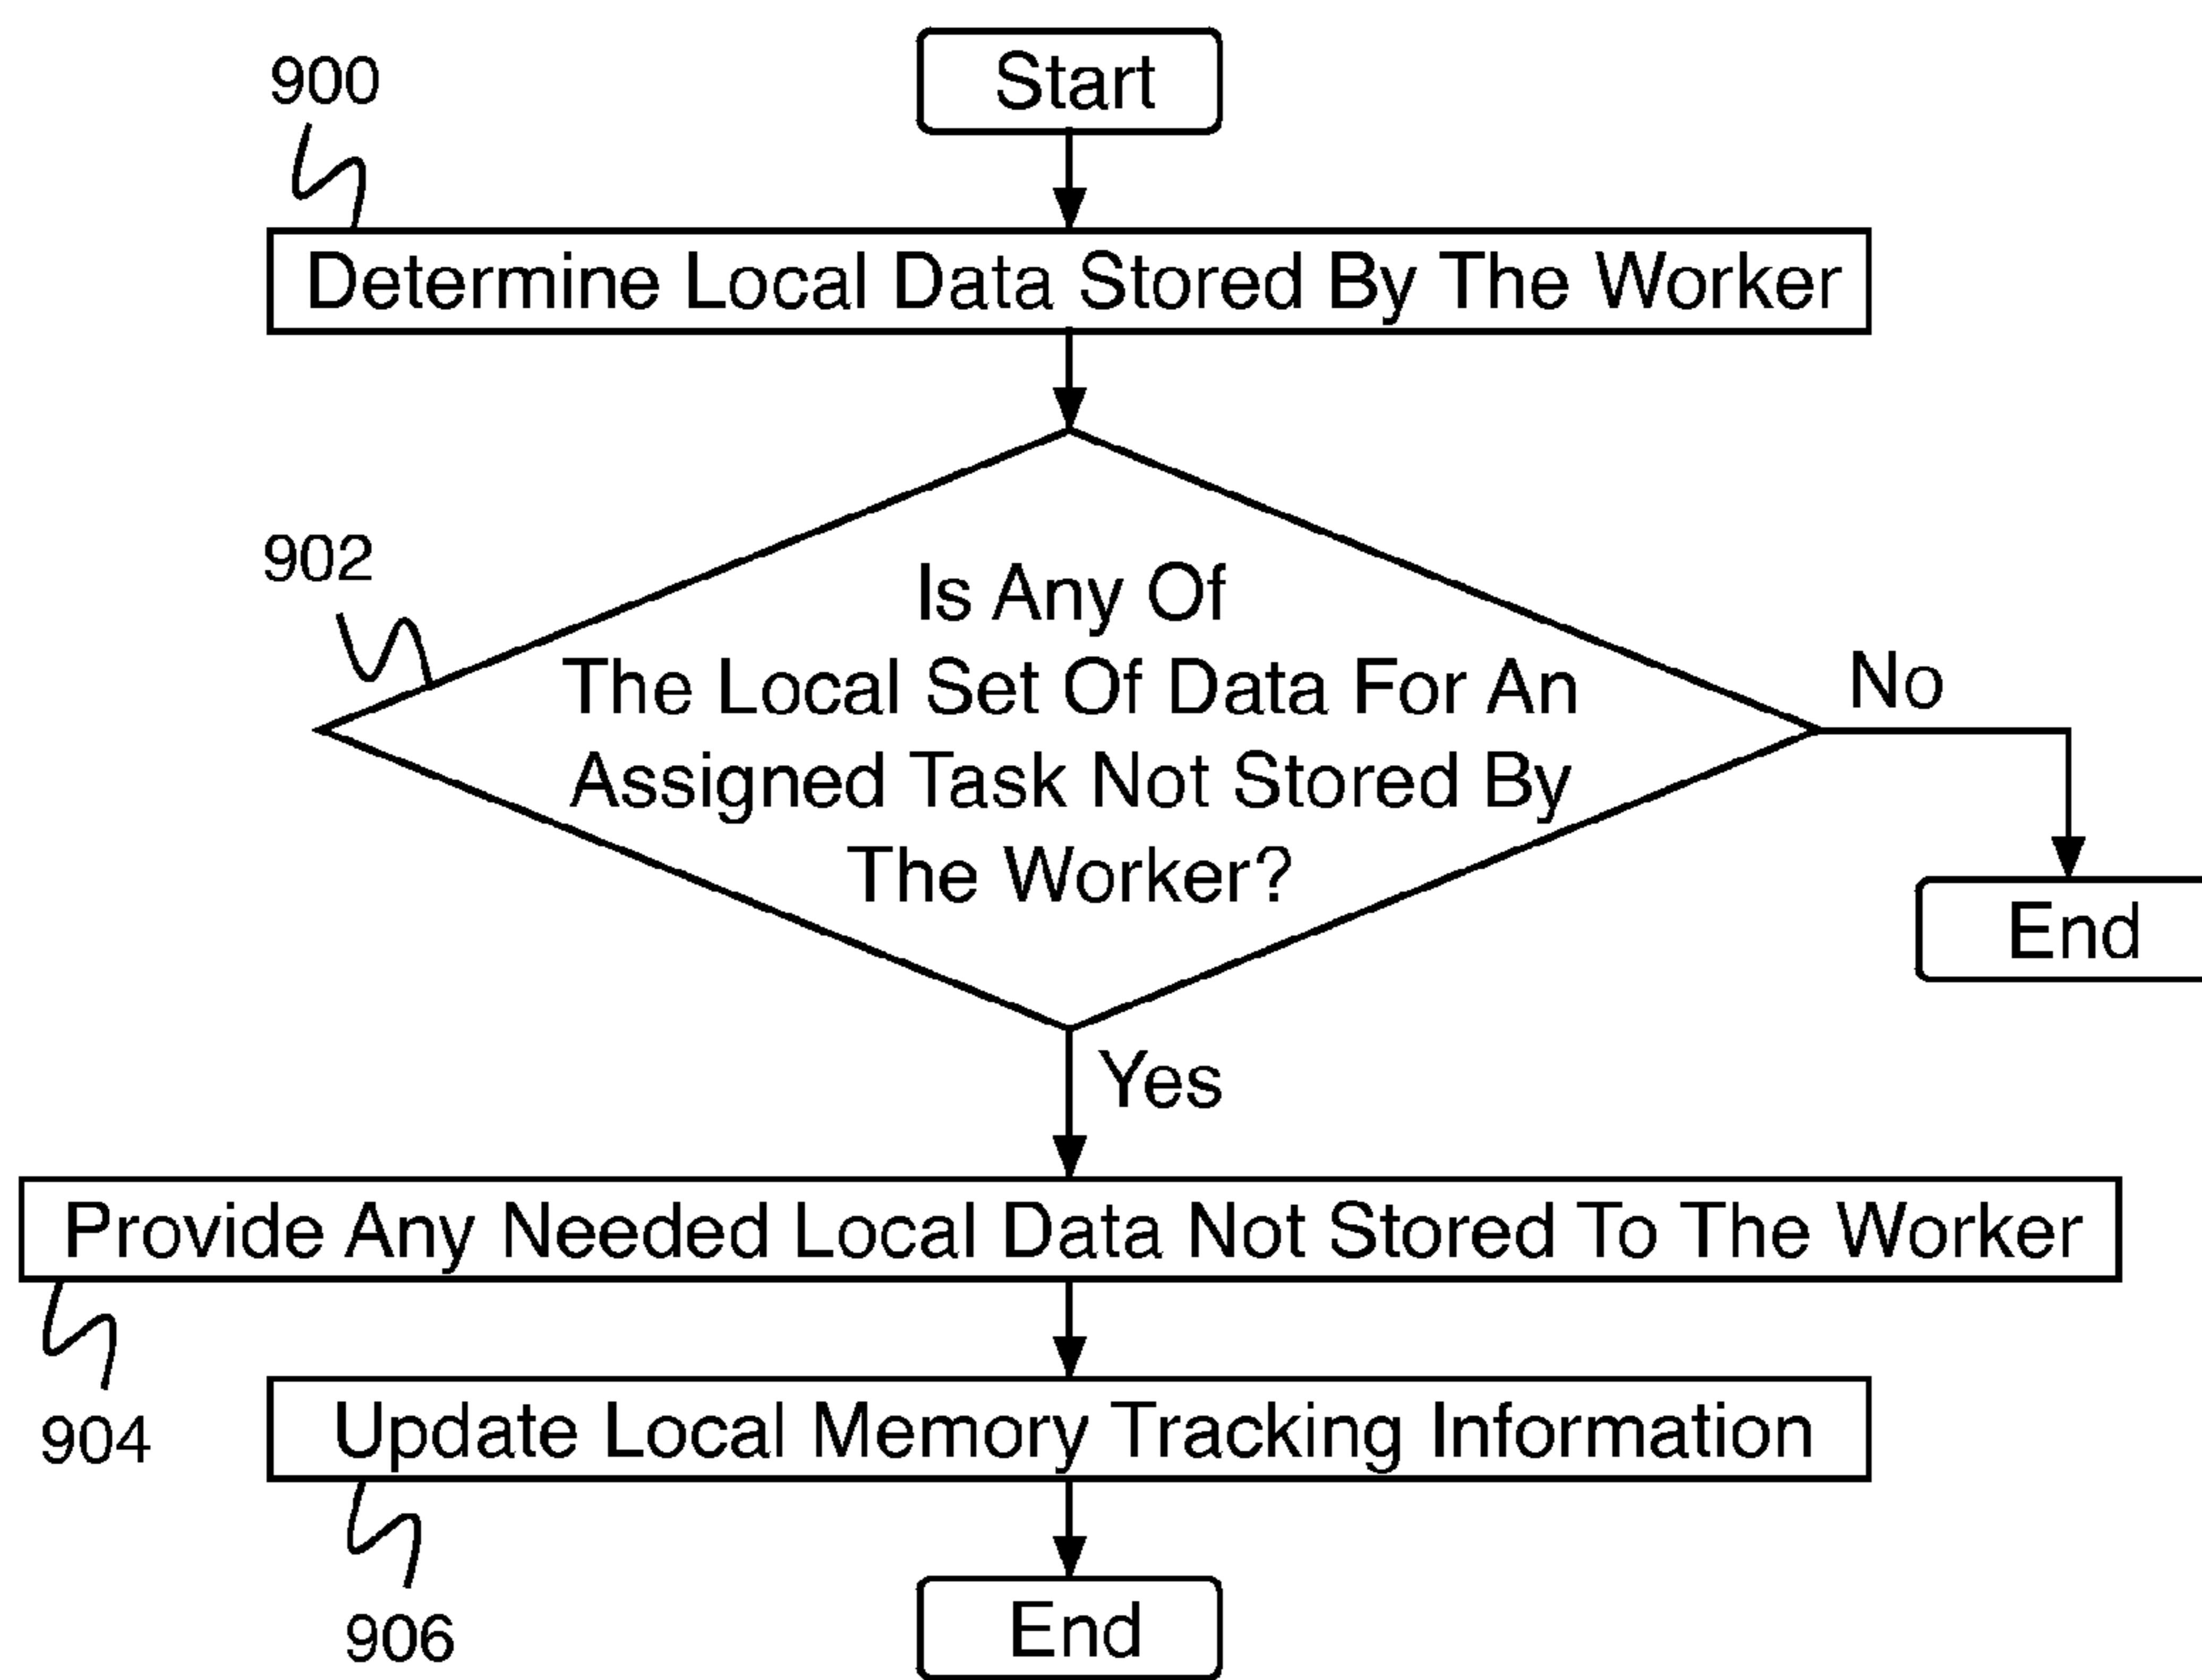 Start
900
Determine Local Data Stored By The Worker
902
Is Any Of
The Local Set Of Data For An
Assigned Task Not Stored By
The Worker?
No
End
Yes
Provide Any Needed Local Data Not Stored To The Worker
904
Update Local Memory Tracking Information
906
End